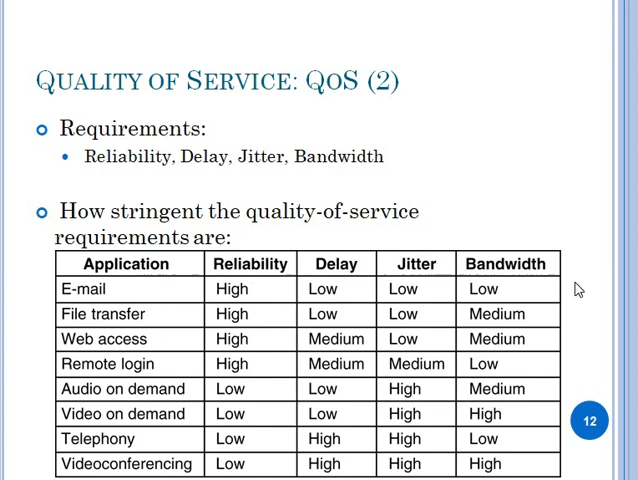 QUALITY OF SERVICE: QOS (2)
Requirements:
Reliability, Delay, Jitter, Bandwidth
How stringent the quality-of-service
requirements are:
Application Reliability Delay Jitter Bandwidth
E-mail High Low Low Low
File transfer High Low Low Medium
Web access High Medium Low Medium
Remote login High Medium Medium Low
Audio on demand Low Low High Medium
Video on demand Low Low High High
Telephony Low High High Low
Videoconferencing Low High High High
12